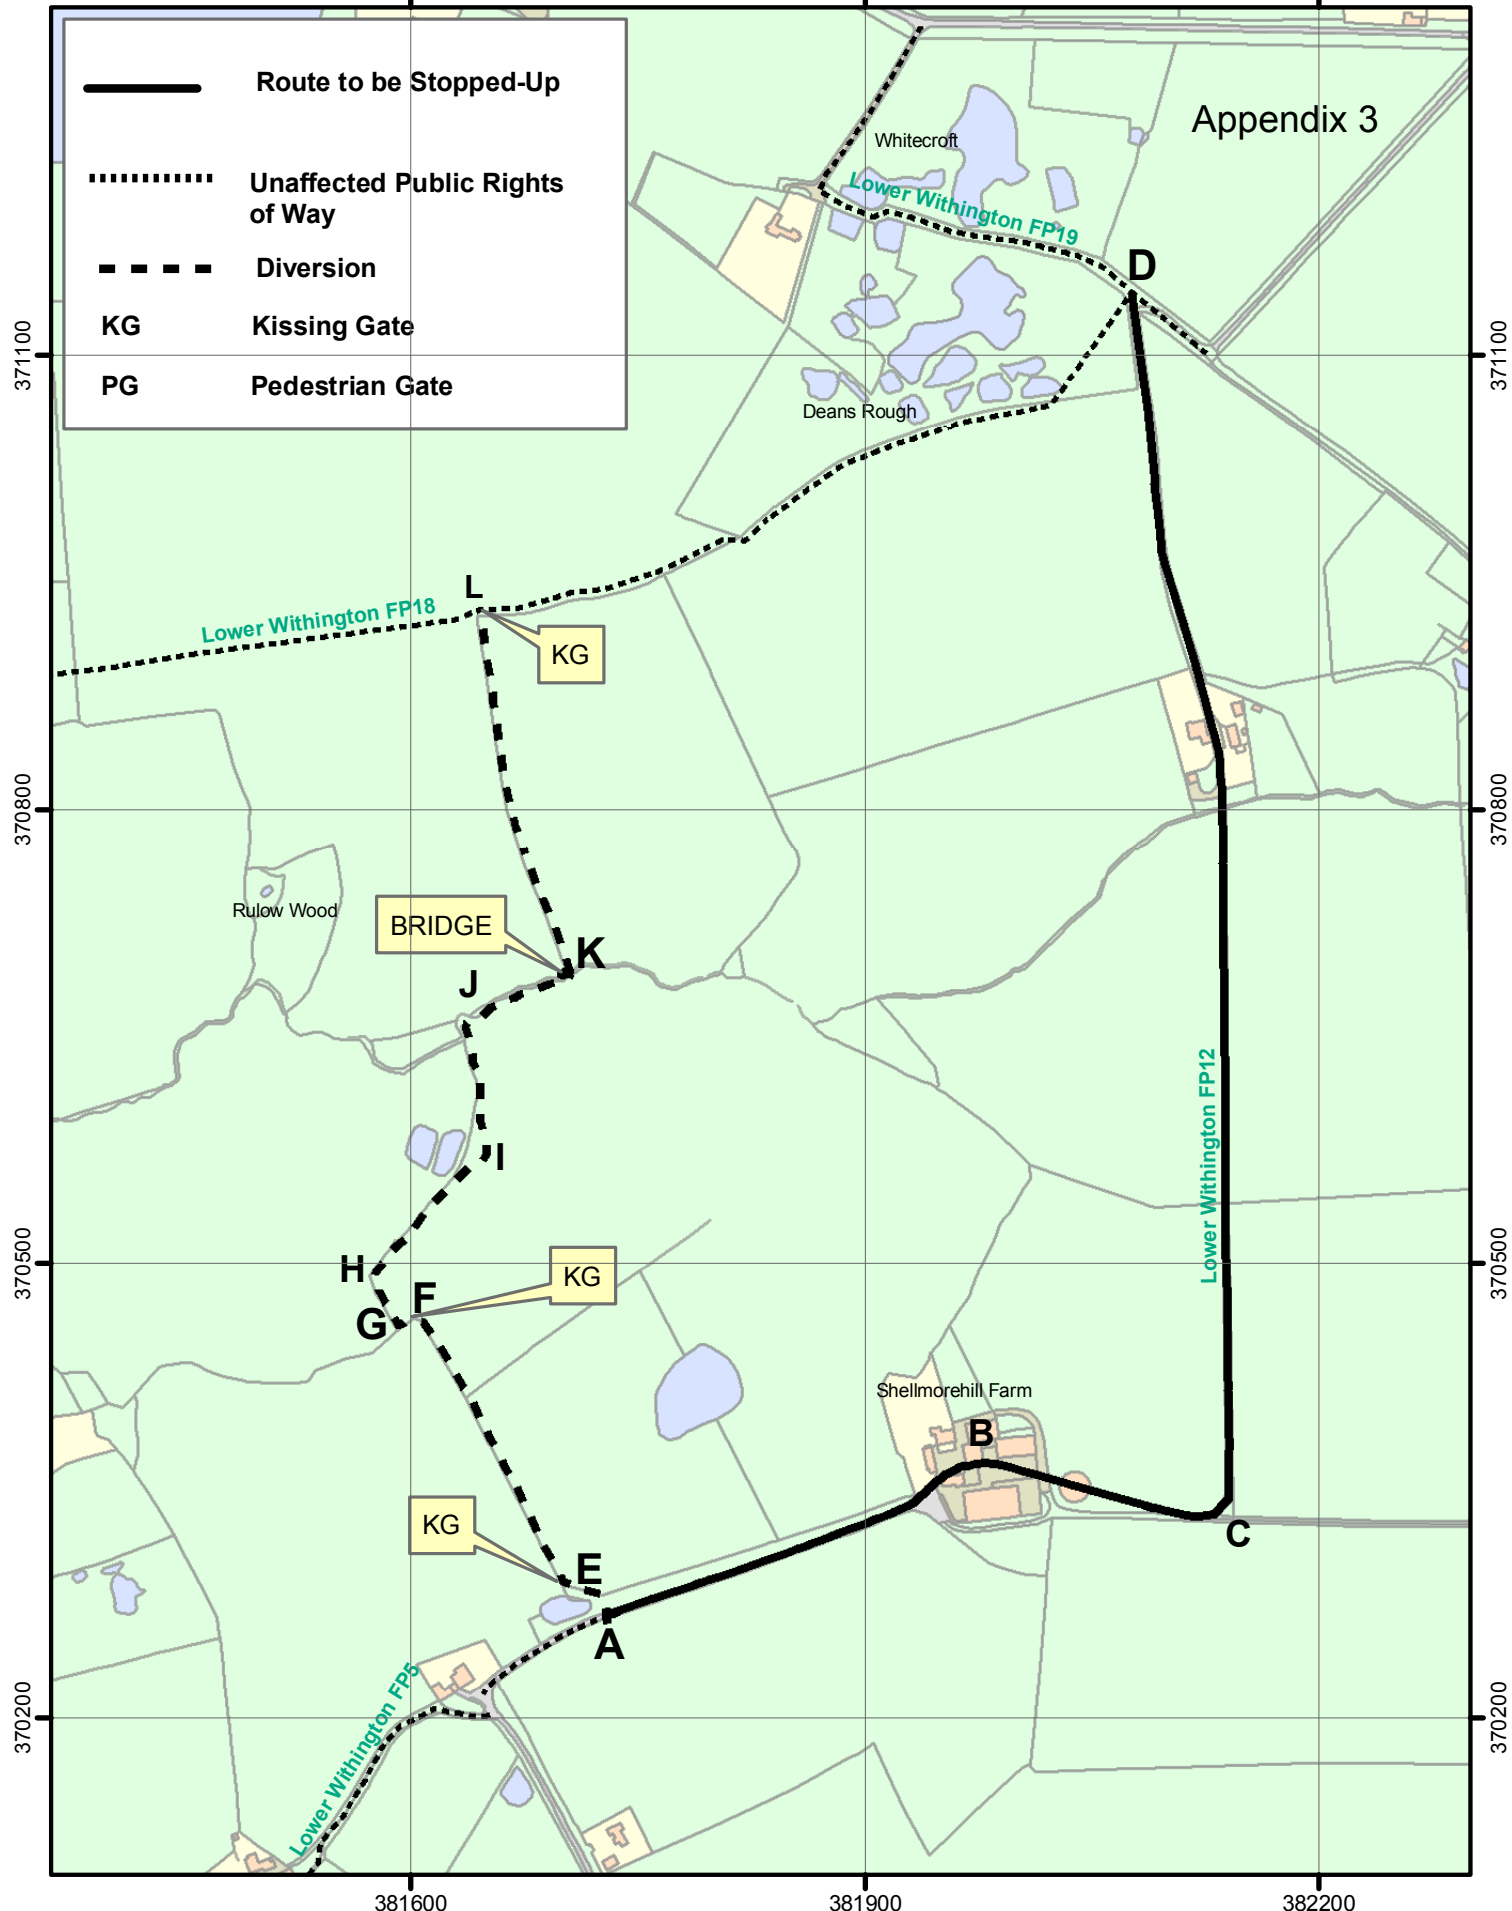 Route to be Stopped-Up
Unaffected Public Rights
of Way
Diversion
KG Kissing Gate
PG Pedestrian Gate
Appendix 3
Whitecroft
Lower Withington FP19
D
371100
371100
Deans Rough
L
Lower Withington FP18
KG
370800
370800
Rulow Wood
BRIDGE
K
J
Lower Withington FP12
I
H
KG
F
G
370500
370500
Shellmorehill Farm
B
KG
C
E
A
Lower Withington FP5
370200
370200
381600
381900
382200